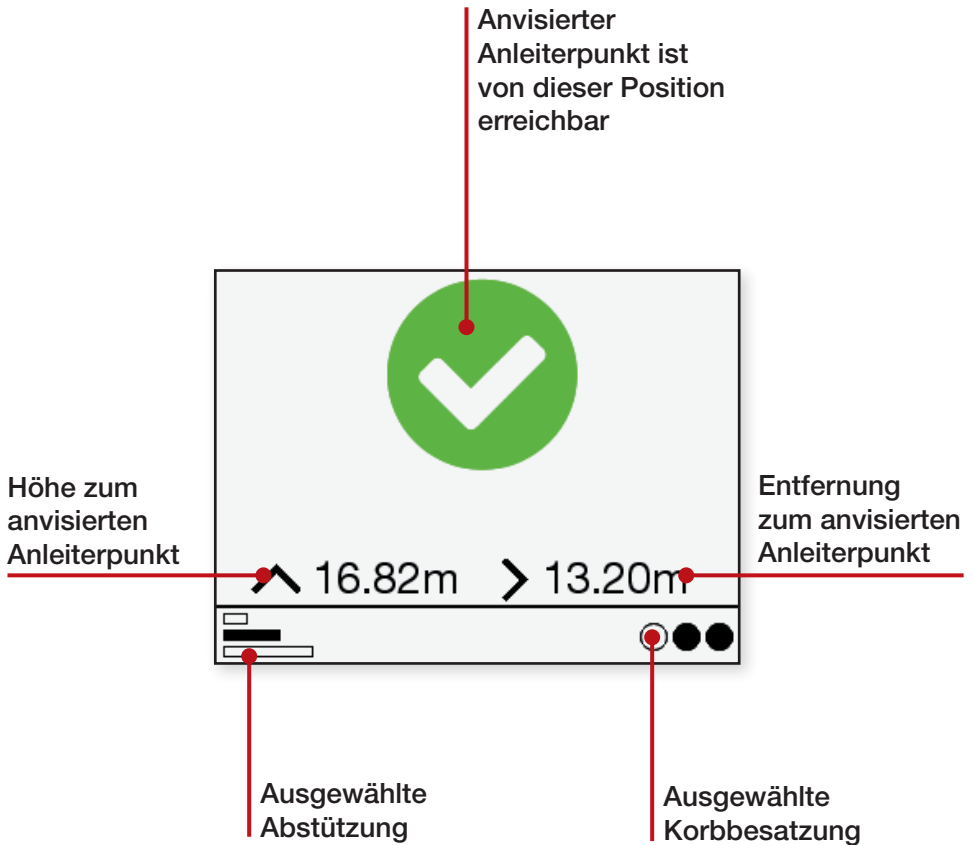 Anvisierter
Anleiterpunkt ist
von dieser Position
erreichbar
Höhe zum
anvisierten
Anleiterpunkt
Entfernung
zum anvisierten
Anleiterpunkt
16.82m
13.20m
Ausgewählte
Abstützung
Ausgewählte
Korbbesatzung